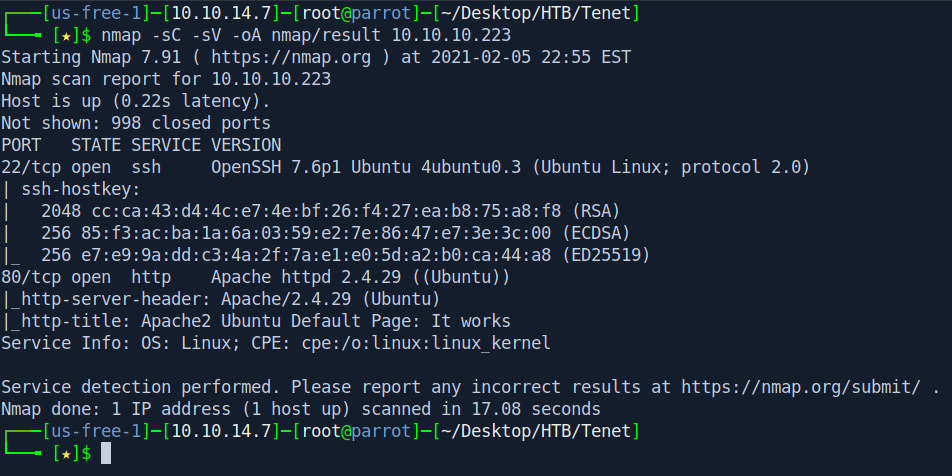 ┌─[us-free-1]─[10.10.14.7]─[root@parrot]─[~/Desktop/HTB/Tenet]
└──╼ [★]$ nmap -sC -sV -oA nmap/result 10.10.10.223
Starting Nmap 7.91 ( https://nmap.org ) at 2021-02-05 22:55 EST
Nmap scan report for 10.10.10.223
Host is up (0.22s latency).
Not shown: 998 closed ports
PORT   STATE SERVICE VERSION
22/tcp open  ssh     OpenSSH 7.6p1 Ubuntu 4ubuntu0.3 (Ubuntu Linux; protocol 2.0)
| ssh-hostkey:
|   2048 cc:ca:43:d4:4c:e7:4e:bf:26:f4:27:ea:b8:75:a8:f8 (RSA)
|   256 85:f3:ac:ba:1a:6a:03:59:e2:7e:86:47:e7:3e:3c:00 (ECDSA)
|_  256 e7:e9:9a:dd:c3:4a:2f:7a:e1:e0:5d:a2:b0:ca:44:a8 (ED25519)
80/tcp open  http    Apache httpd 2.4.29 ((Ubuntu))
|_http-server-header: Apache/2.4.29 (Ubuntu)
|_http-title: Apache2 Ubuntu Default Page: It works
Service Info: OS: Linux; CPE: cpe:/o:linux:linux_kernel

Service detection performed. Please report any incorrect results at https://nmap.org/submit/ .
Nmap done: 1 IP address (1 host up) scanned in 17.08 seconds
┌─[us-free-1]─[10.10.14.7]─[root@parrot]─[~/Desktop/HTB/Tenet]
└──╼ [★]$